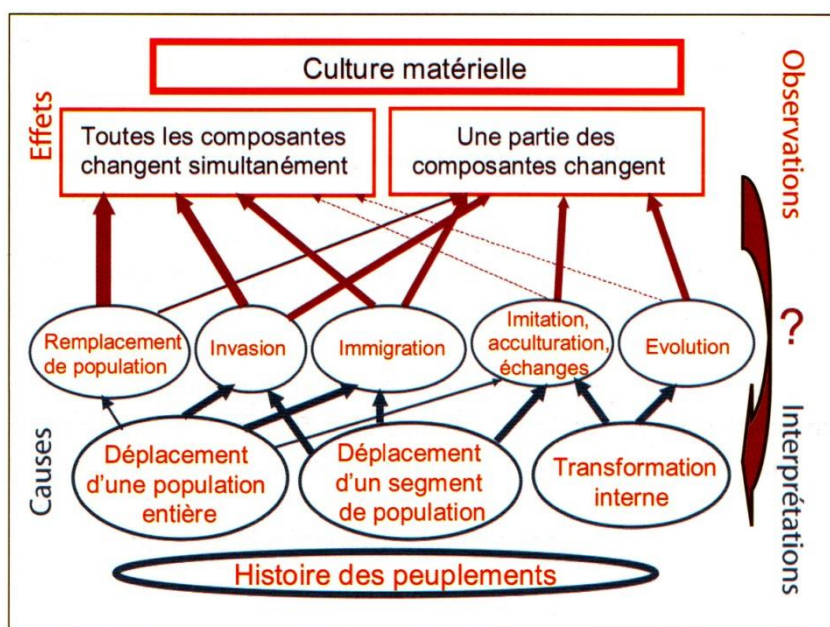 Culture matérielle
Effets
Toutes les composantes
changent simultanément
Une partie des
composantes changent
Observations
Remplacement
de population
Invasion
Immigration
Imitation,
acculturation,
échanges
Evolution
?
Causes
Déplacement
d'une population
entière
Déplacement
d'un segment
de population
Transformation
interne
Interprétations
Histoire des peuplements